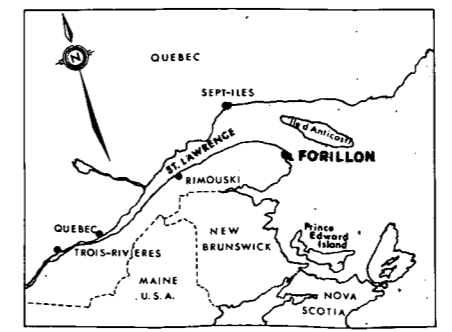 N
QUEBEC
SEPT-ILES
Ile d'Anticosti
FORILLON
ST. LAWRENCE
RIMOUSKI
QUEBEC
TROIS-RIVIERES
NEW
BRUNSWICK
Prince
Edward
Island
MAINE
U.S.A.
NOVA
SCOTIA